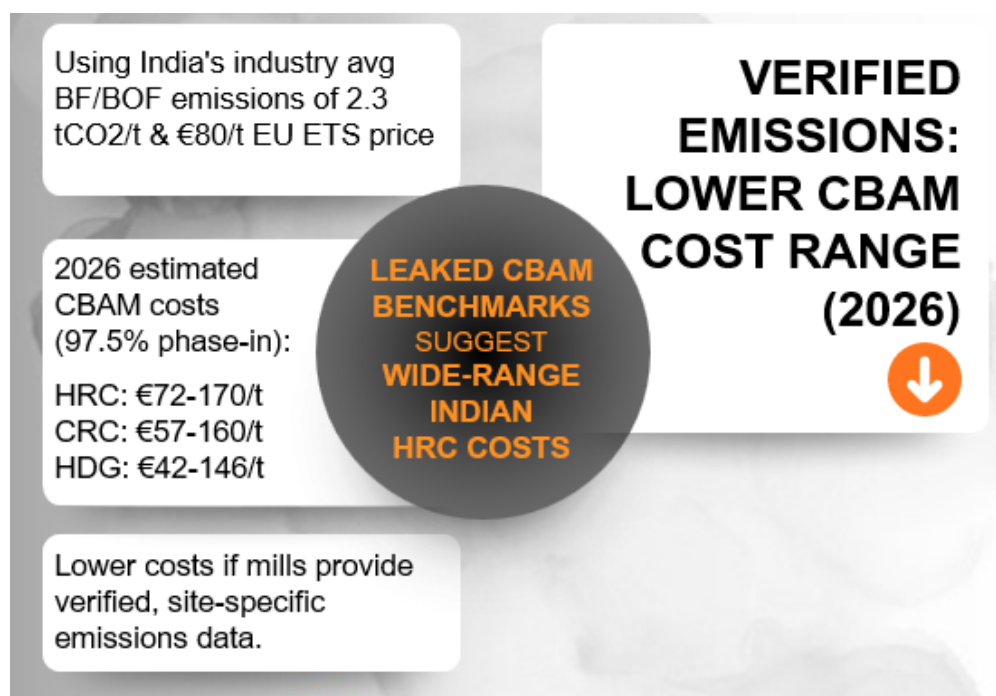 Using India's industry avg
BF/BOF emissions of 2.3
tCO2/t & €80/t EU ETS price
2026 estimated
CBAM costs
(97.5% phase-in):
HRC: €72-170/t
CRC: €57-160/t
HDG: €42-146/t
Lower costs if mills provide
verified, site-specific
emissions data.
LEAKED CBAM
BENCHMARKS
SUGGEST
WIDE-RANGE
INDIAN
HRC COSTS
VERIFIED
EMISSIONS:
LOWER CBAM
COST RANGE
(2026)